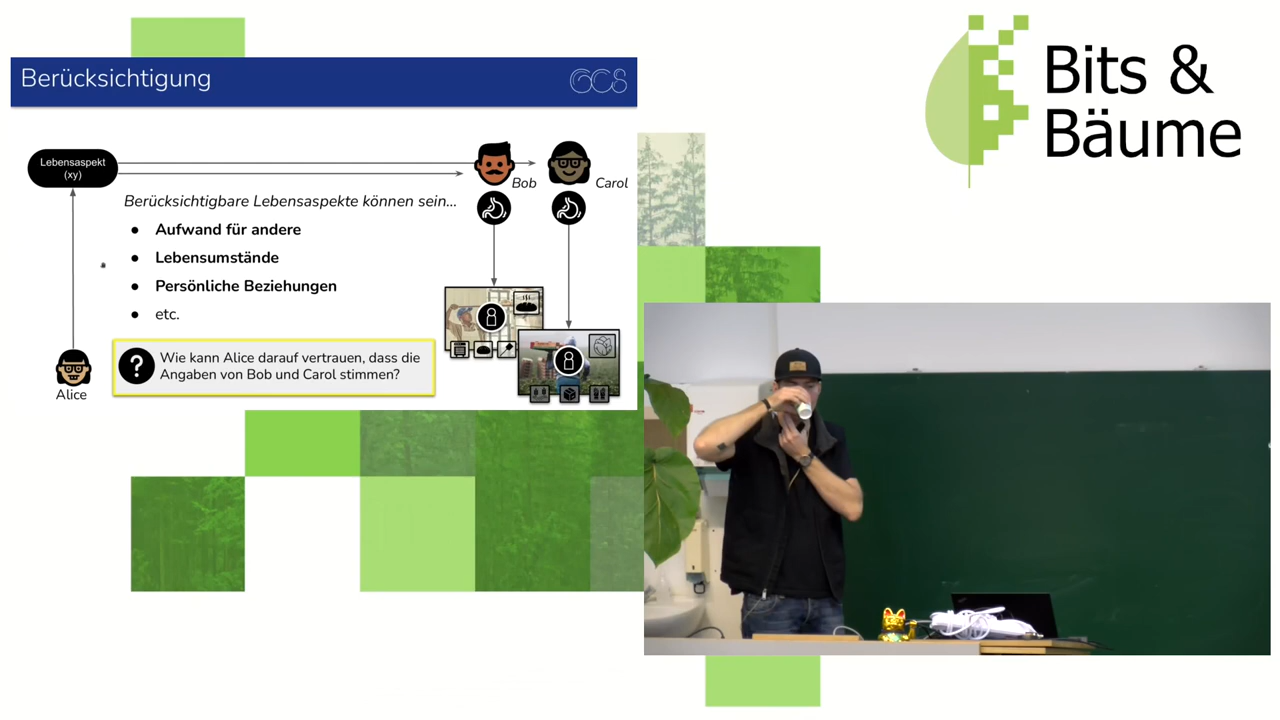 Berücksichtigung
GCS
Bits &
Bäume
Lebensaspekt
(xy)
Bob
Carol
Berücksichtigbare Lebensaspekte können sein...
● Aufwand für andere
● Lebensumstände
● Persönliche Beziehungen
● etc.
?
Wie kann Alice darauf vertrauen, dass die
Angaben von Bob und Carol stimmen?
Alice